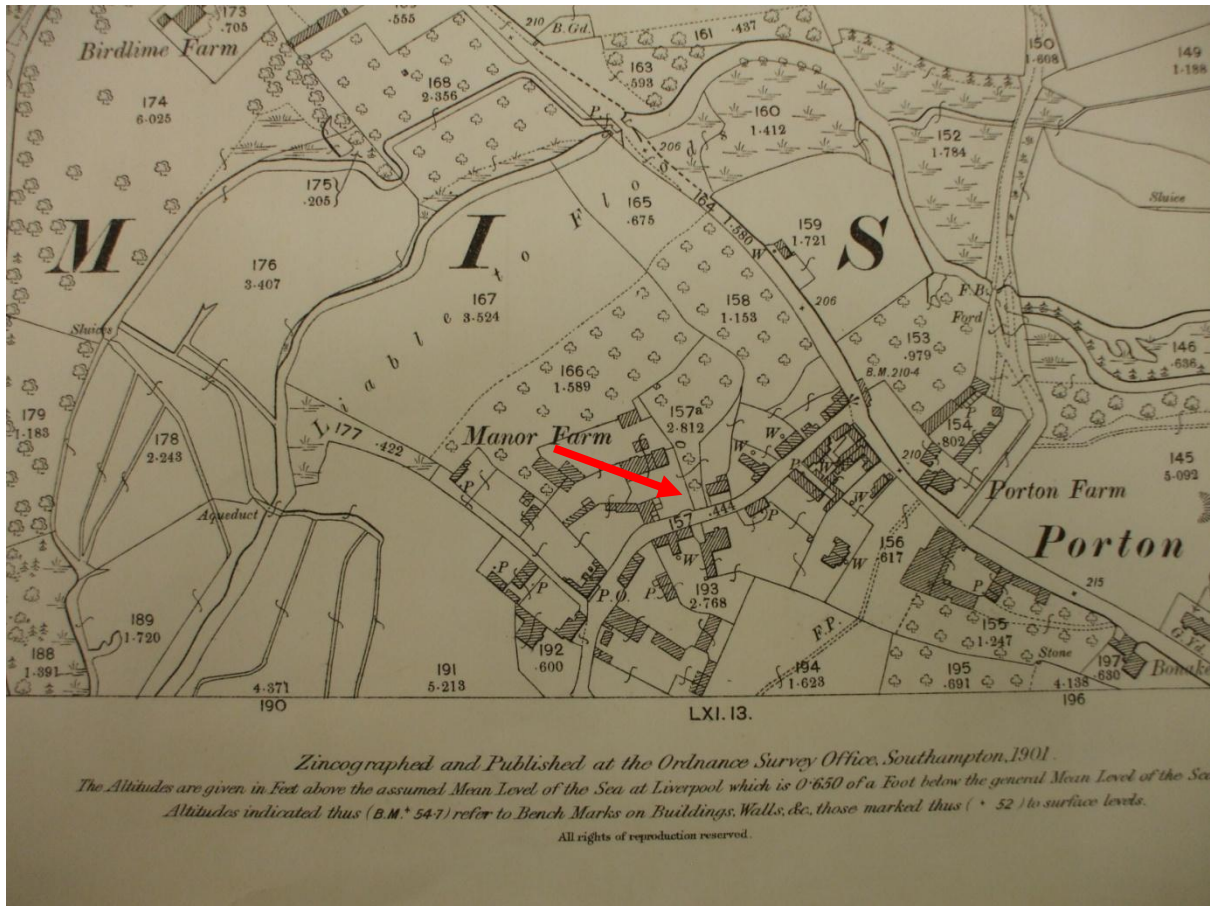 173
.705
.555
210
B.Gd.
161
.437
150
1.608
149
1.188
Birdlime Farm
168
2.356
163
.593
174
6.025
P.
160
1.412
152
1.784
206
175
.205
165
.675
164
1.580
159
1.721
Sluice
M I S
W
176
3.407
167
3.524
Liable to Floods
158
1.153
206
F.B.
Ford
153
.979
146
.636
Sluices
166
1.589
B.M.210.4
179
1.183
178
2.243
177
.422
Manor Farm
157a
2.812
W
W
P
W
154
.802
210
145
5.092
P
Porton Farm
Aqueduct
157
.444
P
W
W
156
.617
Porton
W
P
P
P.O.
P
193
2.768
P
215
189
1.720
188
1.391
192
.600
F.P.
155
1.247
G.Yd.
191
5.213
194
1.623
195
.691
Stone
197
.630
4.371
4.138
190
LXI.13.
196
Zincographed and Published at the Ordnance Survey Office, Southampton, 1901.
The Altitudes are given in Feet above the assumed Mean Level of the Sea at Liverpool which is 0.650 of a Foot below the general Mean Level of the
Altitudes indicated thus (B.M.↑ 54.7) refer to Bench Marks on Buildings, Walls, &c., those marked thus ( + 52 ) to surface levels.
All rights of reproduction reserved.